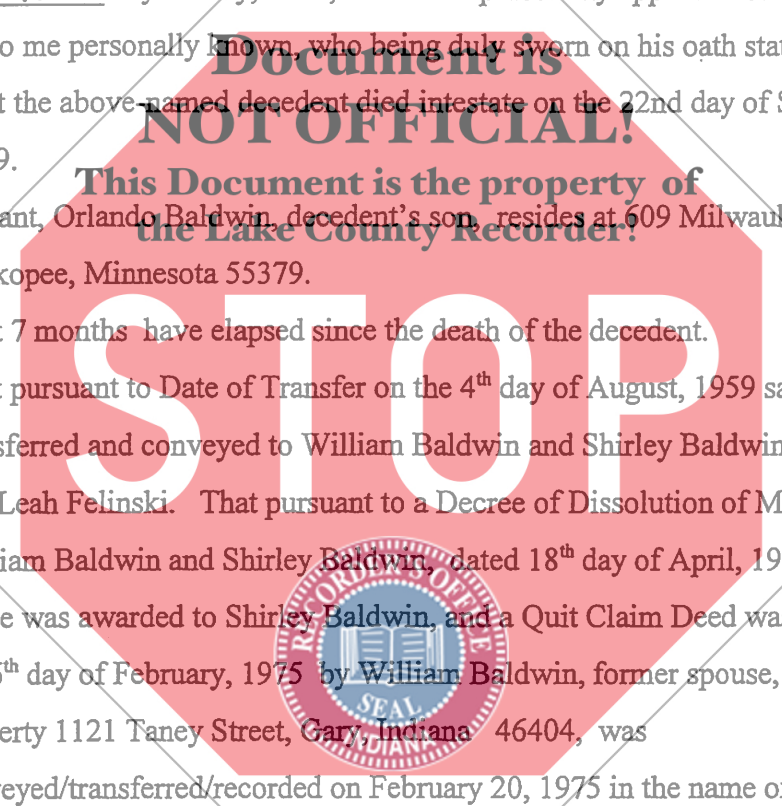 o me personally known, who being duly sworn on his oath stat
Document is
t the above-named decedent died intestate on the 22nd day of S
NOT OFFICIAL!
9.
This Document is the property of
ant, Orlando Baldwin, decedent's son, resides at 609 Milwauk
the Lake County Recorder!
kopee, Minnesota 55379.
t 7 months have elapsed since the death of the decedent.
STOP
t pursuant to Date of Transfer on the 4th day of August, 1959 sa
sferred and conveyed to William Baldwin and Shirley Baldwin
Leah Felinski. That pursuant to a Decree of Dissolution of M
iam Baldwin and Shirley Baldwin, dated 18th day of April, 19
RECORDER'S OFFICE
e was awarded to Shirley Baldwin, and a Quit Claim Deed wa
th day of February, 1975 by William Baldwin, former spouse,
SEAL
erty 1121 Taney Street, Gary, Indiana 46404, was
INDIANA
veyed/transferred/recorded on February 20, 1975 in the name o